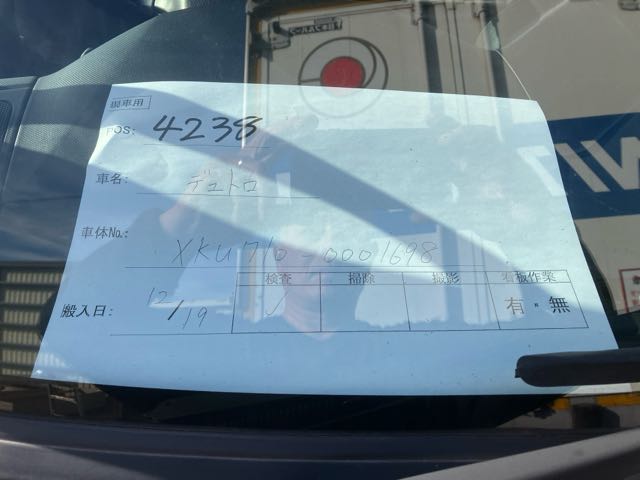 掲車用
POS: 4238
車名: デュトロ
車体No.: XKU710-0001698
検査 掃除 撮影 看板作業
搬入日: 12/19 ✓ 有・無